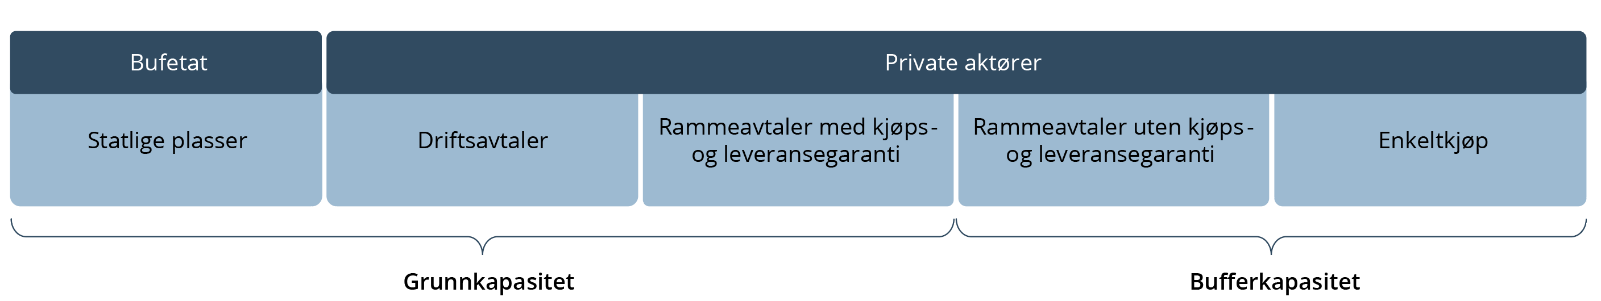 Bufetat
Private aktører
Statlige plasser
Driftsavtaler
Rammeavtaler med kjøps-
og leveransegaranti
Rammeavtaler uten kjøps-
og leveransegaranti
Enkeltkjøp
Grunnkapasitet
Bufferkapasitet